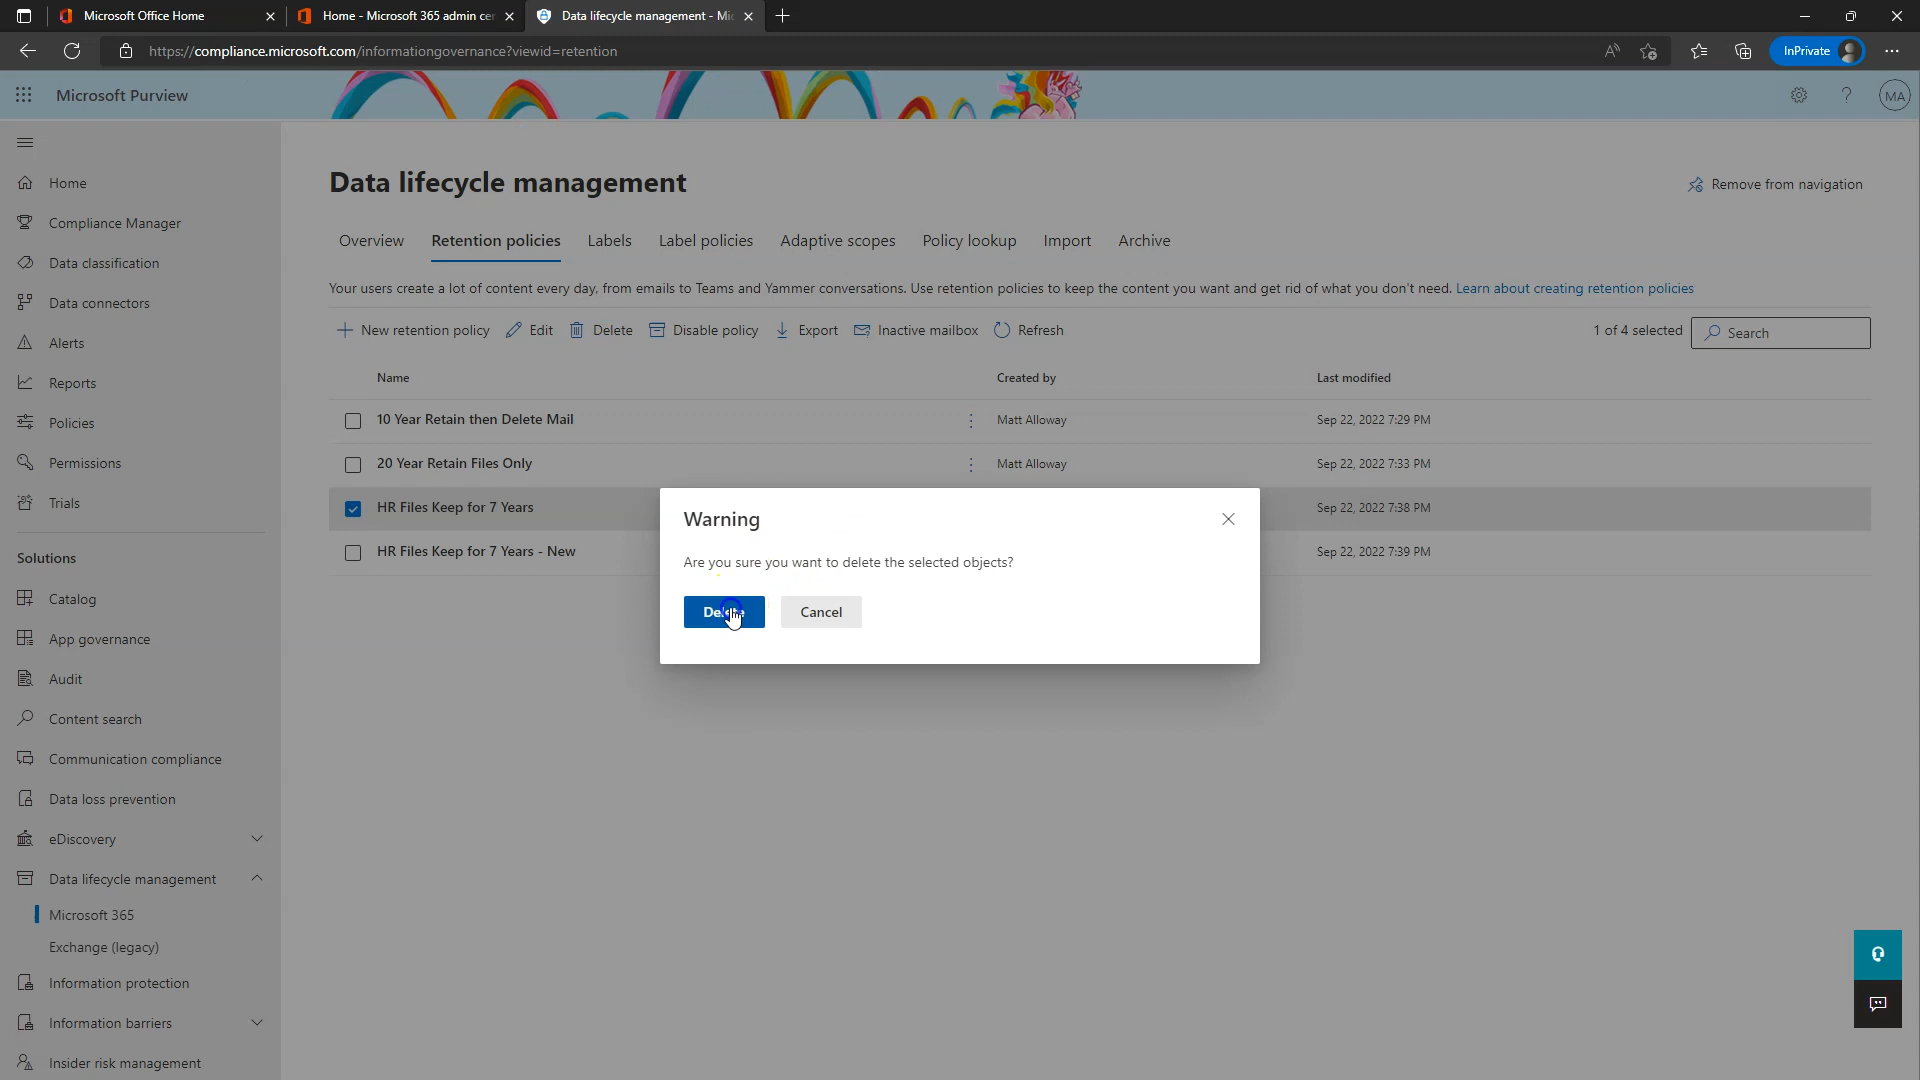 Microsoft Office Home
Home - Microsoft 365 admin cer
Data lifecycle management - Mic
https://compliance.microsoft.com/informationgovernance?viewid=retention
InPrivate
Microsoft Purview
MA
Home
Compliance Manager
Data classification
Data connectors
Alerts
Reports
Policies
Permissions
Trials
Solutions
Catalog
App governance
Audit
Content search
Communication compliance
Data loss prevention
eDiscovery
Data lifecycle management
Microsoft 365
Exchange (legacy)
Information protection
Information barriers
Insider risk management
Data lifecycle management
Remove from navigation
Overview Retention policies Labels Label policies Adaptive scopes Policy lookup Import Archive
Your users create a lot of content every day, from emails to Teams and Yammer conversations. Use retention policies to keep the content you want and get rid of what you don't need. Learn about creating retention policies
New retention policy Edit Delete Disable policy Export Inactive mailbox Refresh 1 of 4 selected Search
Name Created by Last modified
10 Year Retain then Delete Mail Matt Alloway Sep 22, 2022 7:29 PM
20 Year Retain Files Only Matt Alloway Sep 22, 2022 7:33 PM
HR Files Keep for 7 Years Sep 22, 2022 7:38 PM
HR Files Keep for 7 Years - New Sep 22, 2022 7:39 PM
Warning
Are you sure you want to delete the selected objects?
Delete Cancel